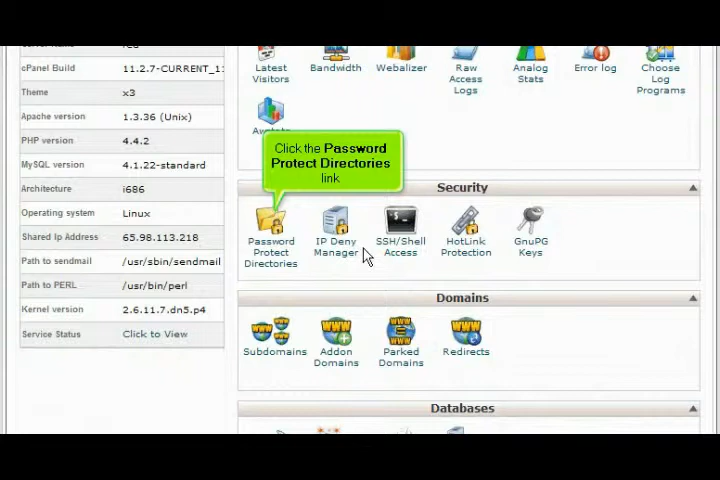 cPanel Build 11.2.7-CURRENT_1
Theme x3
Apache version 1.3.36 (Unix)
PHP version 4.4.2
MySQL version 4.1.22-standard
Architecture i686
Operating system Linux
Shared Ip Address 65.98.113.218
Path to sendmail /usr/sbin/sendmail
Path to PERL /usr/bin/perl
Kernel version 2.6.11.7.dn5.p4
Service Status Click to View
Latest
Visitors
Bandwidth
Webalizer
Raw
Access
Logs
Analog
Stats
Error log
Choose
Log
Programs
Click the Password
Protect Directories
link
Security
Password
Protect
Directories
IP Deny
Manager
SSH/Shell
Access
HotLink
Protection
GnuPG
Keys
Domains
Subdomains
Addon
Domains
Parked
Domains
Redirects
Databases